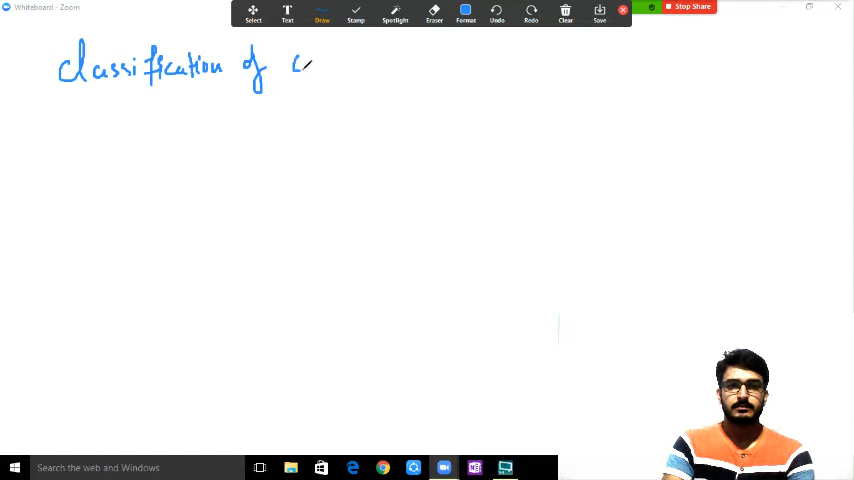 Whiteboard - Zoom
Select Text Draw Stamp Spotlight Eraser Format Undo Redo Clear Save
Stop Share
classification of
Search the web and Windows